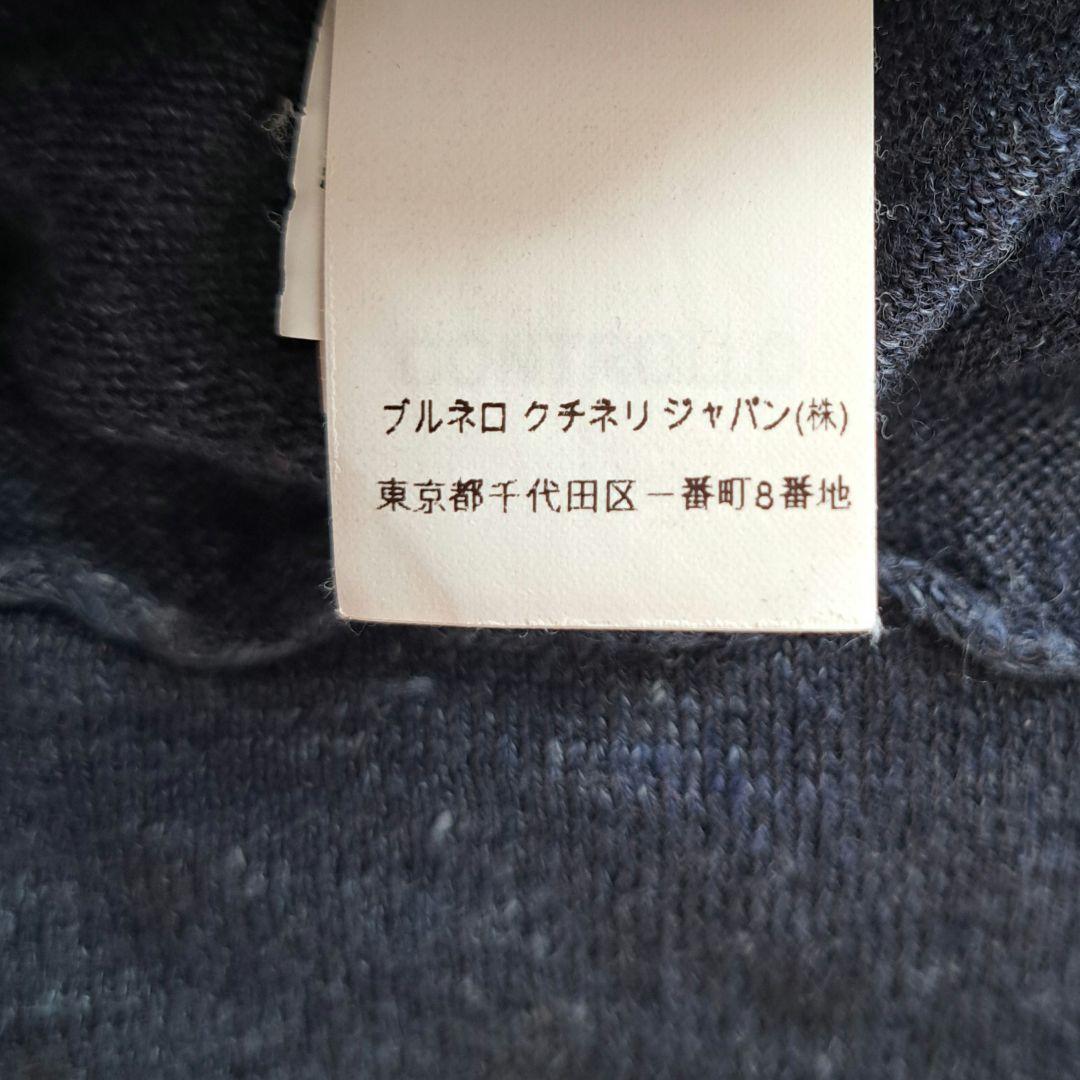 ブルネロ クチネリ ジャパン(株)
東京都千代田区一番町8番地